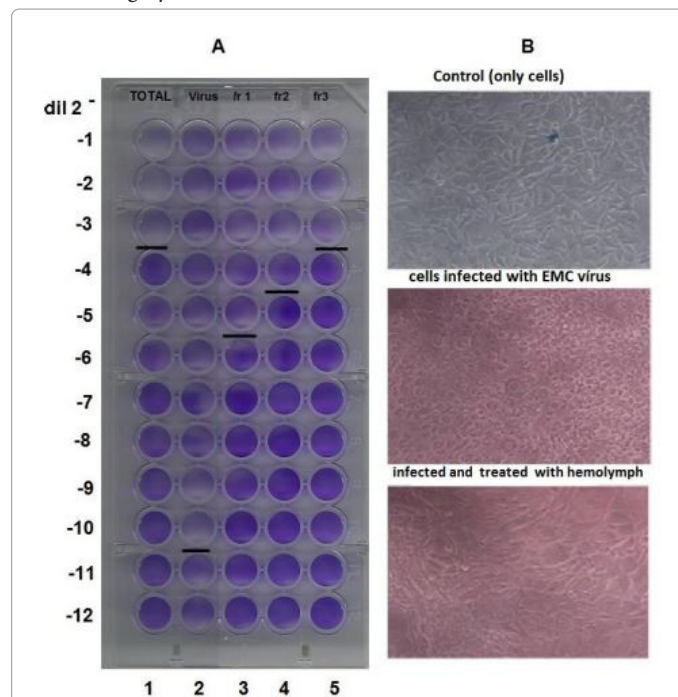 A
B
TOTAL Virus fr 1 fr2 fr3
dil 2 -
-1
-2
-3
-4
-5
-6
-7
-8
-9
-10
-11
-12
1 2 3 4 5
Control (only cells)
cells infected with EMC vírus
infected and treated with hemolymph